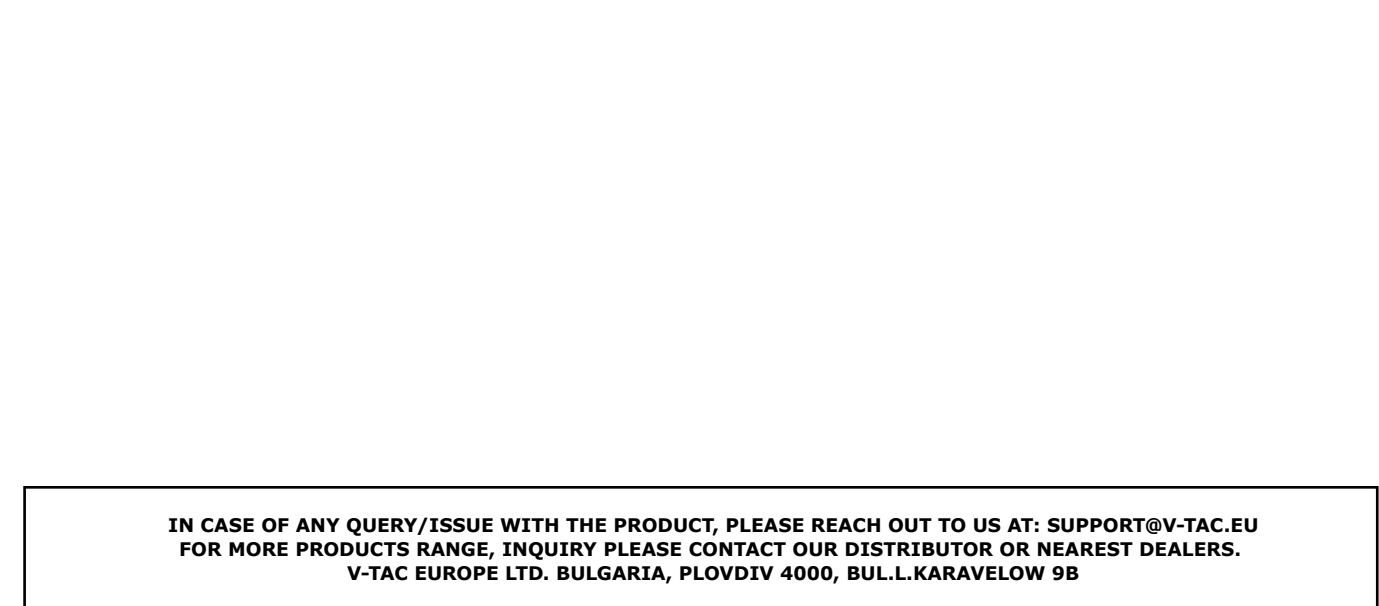 IN CASE OF ANY QUERY/ISSUE WITH THE PRODUCT, PLEASE REACH OUT TO US AT: SUPPORT@V-TAC.EU
FOR MORE PRODUCTS RANGE, INQUIRY PLEASE CONTACT OUR DISTRIBUTOR OR NEAREST DEALERS.
V-TAC EUROPE LTD. BULGARIA, PLOVDIV 4000, BUL.L.KARAVELOW 9B